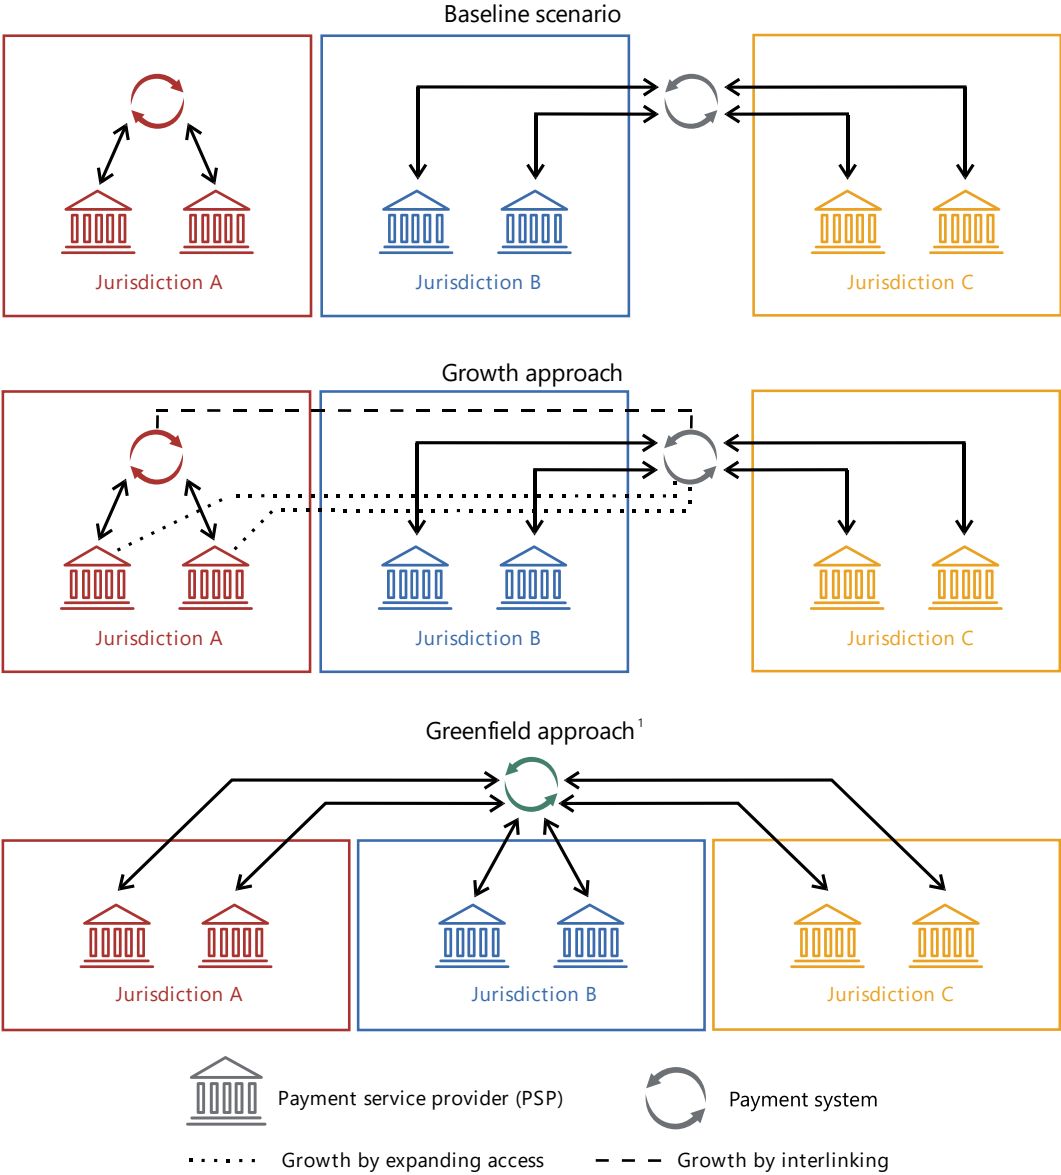 Baseline scenario
Jurisdiction A
Jurisdiction B
Jurisdiction C
Growth approach
Jurisdiction A
Jurisdiction B
Jurisdiction C
Greenfield approach¹
Jurisdiction A
Jurisdiction B
Jurisdiction C
Payment service provider (PSP)
Payment system
Growth by expanding access
Growth by interlinking